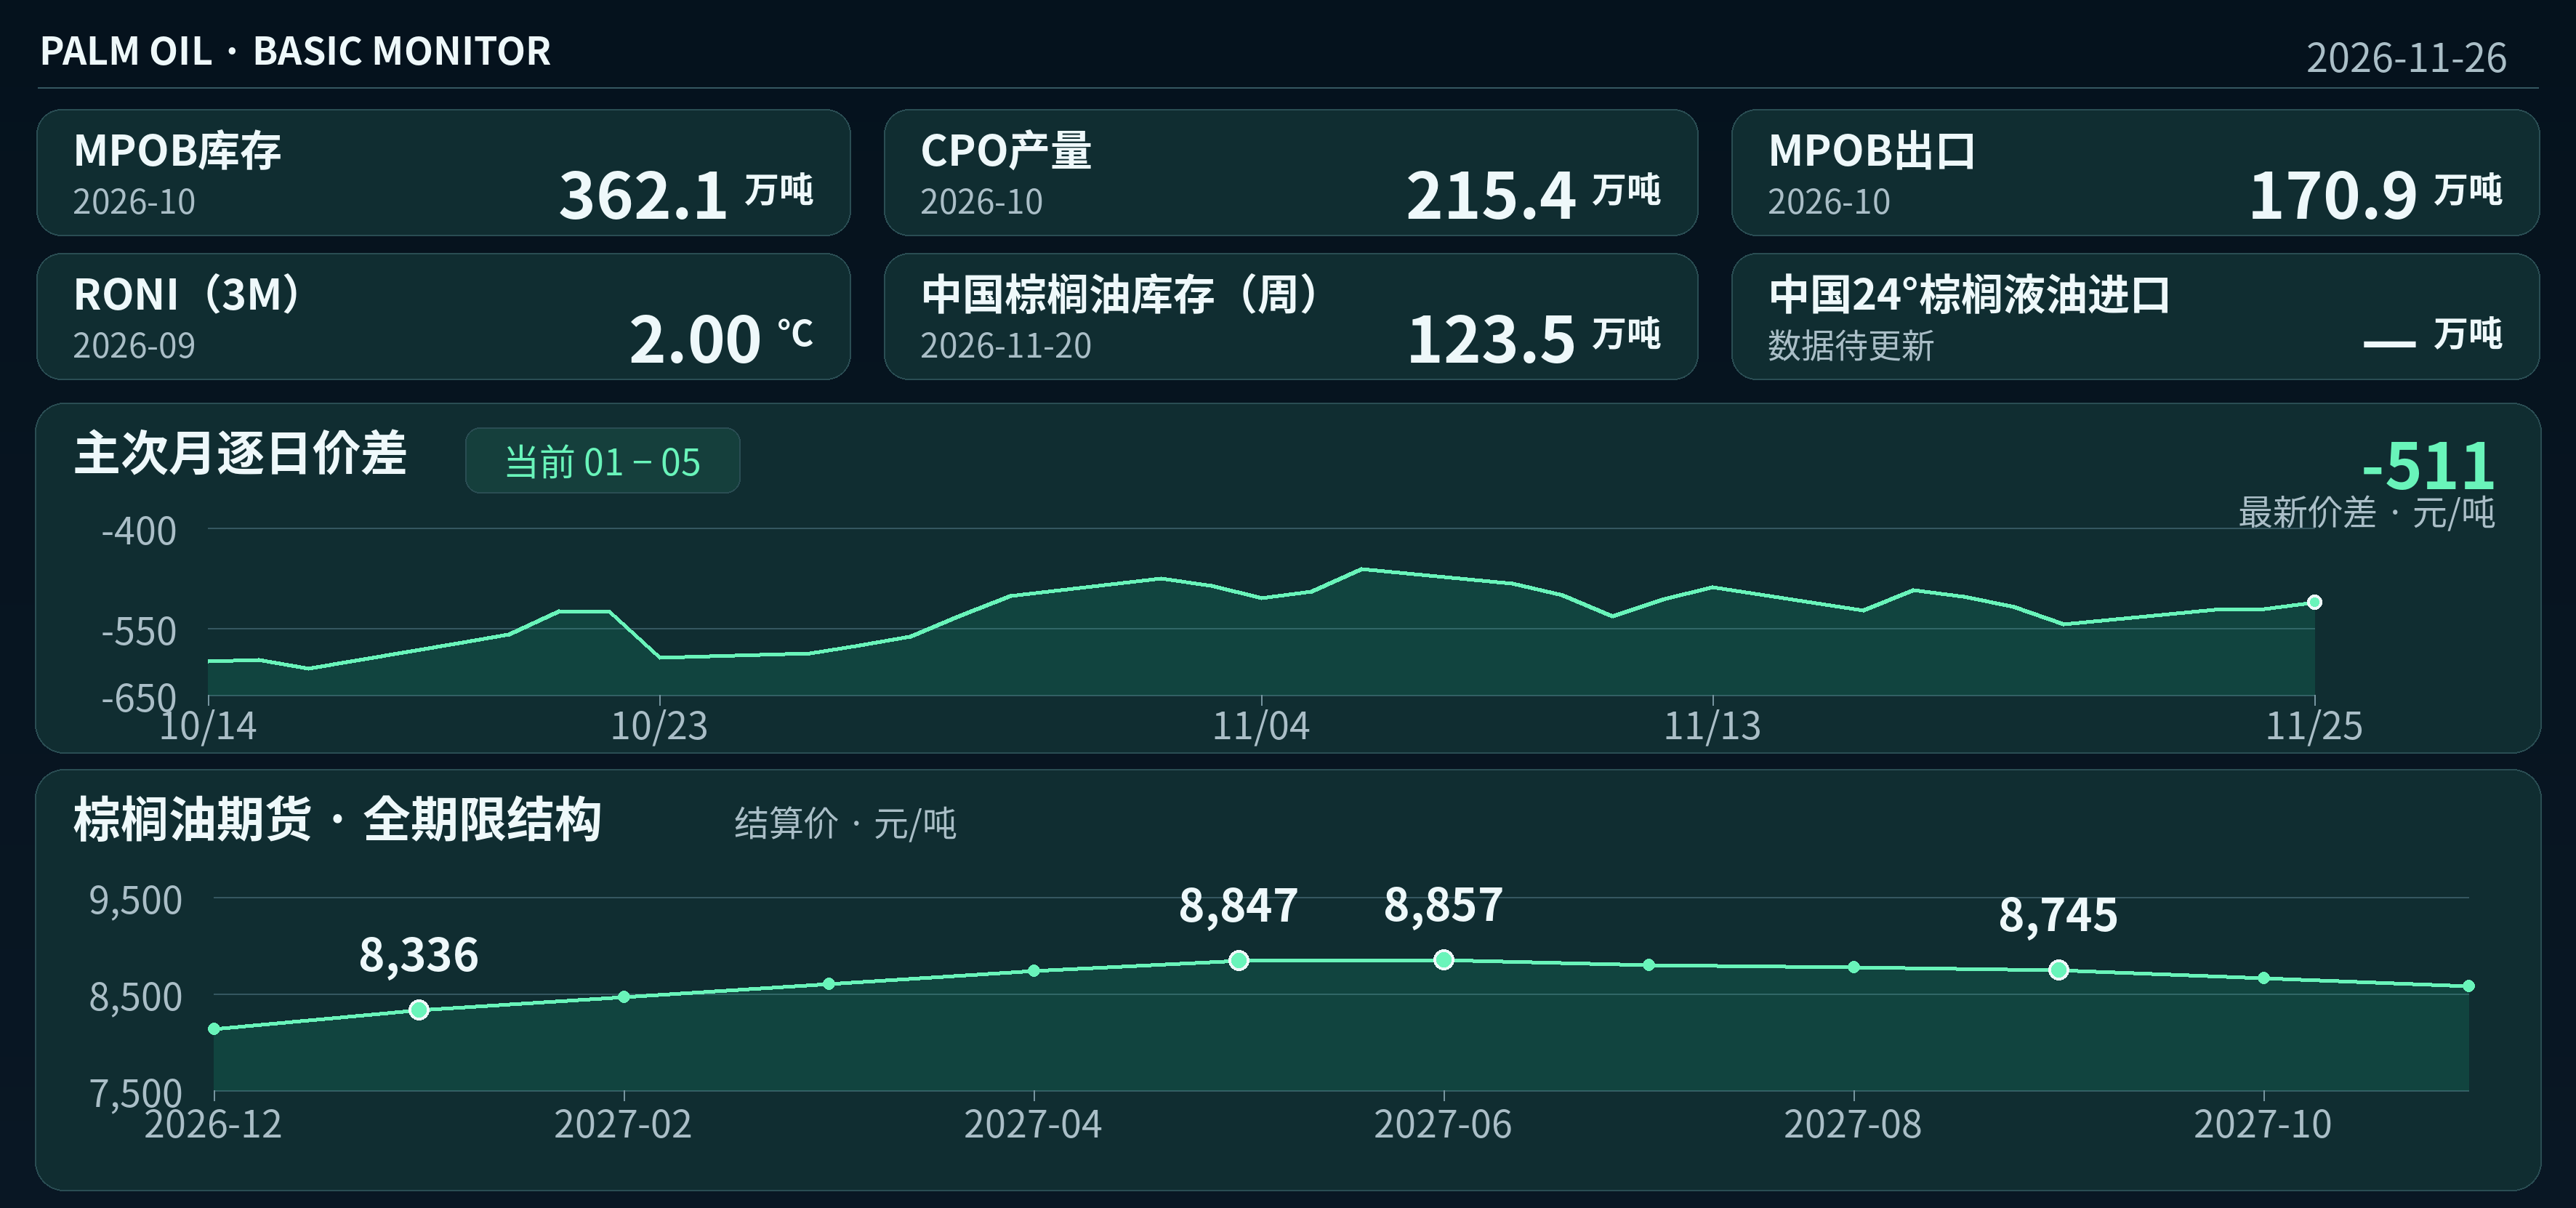 PALM OIL · BASIC MONITOR
2026-11-26
MPOB库存
2026-10
362.1 万吨
CPO产量
2026-10
215.4 万吨
MPOB出口
2026-10
170.9 万吨
RONI（3M）
2026-09
2.00 °C
中国棕榈油库存（周）
2026-11-20
123.5 万吨
中国24°棕榈液油进口
数据待更新
— 万吨
主次月逐日价差
当前 01 – 05
-511
最新价差 · 元/吨
-400
-550
-650
10/14 10/23 11/04 11/13 11/25
棕榈油期货 · 全期限结构
结算价 · 元/吨
9,500
8,500
7,500
8,336 8,847 8,857 8,745
2026-12 2027-02 2027-04 2027-06 2027-08 2027-10